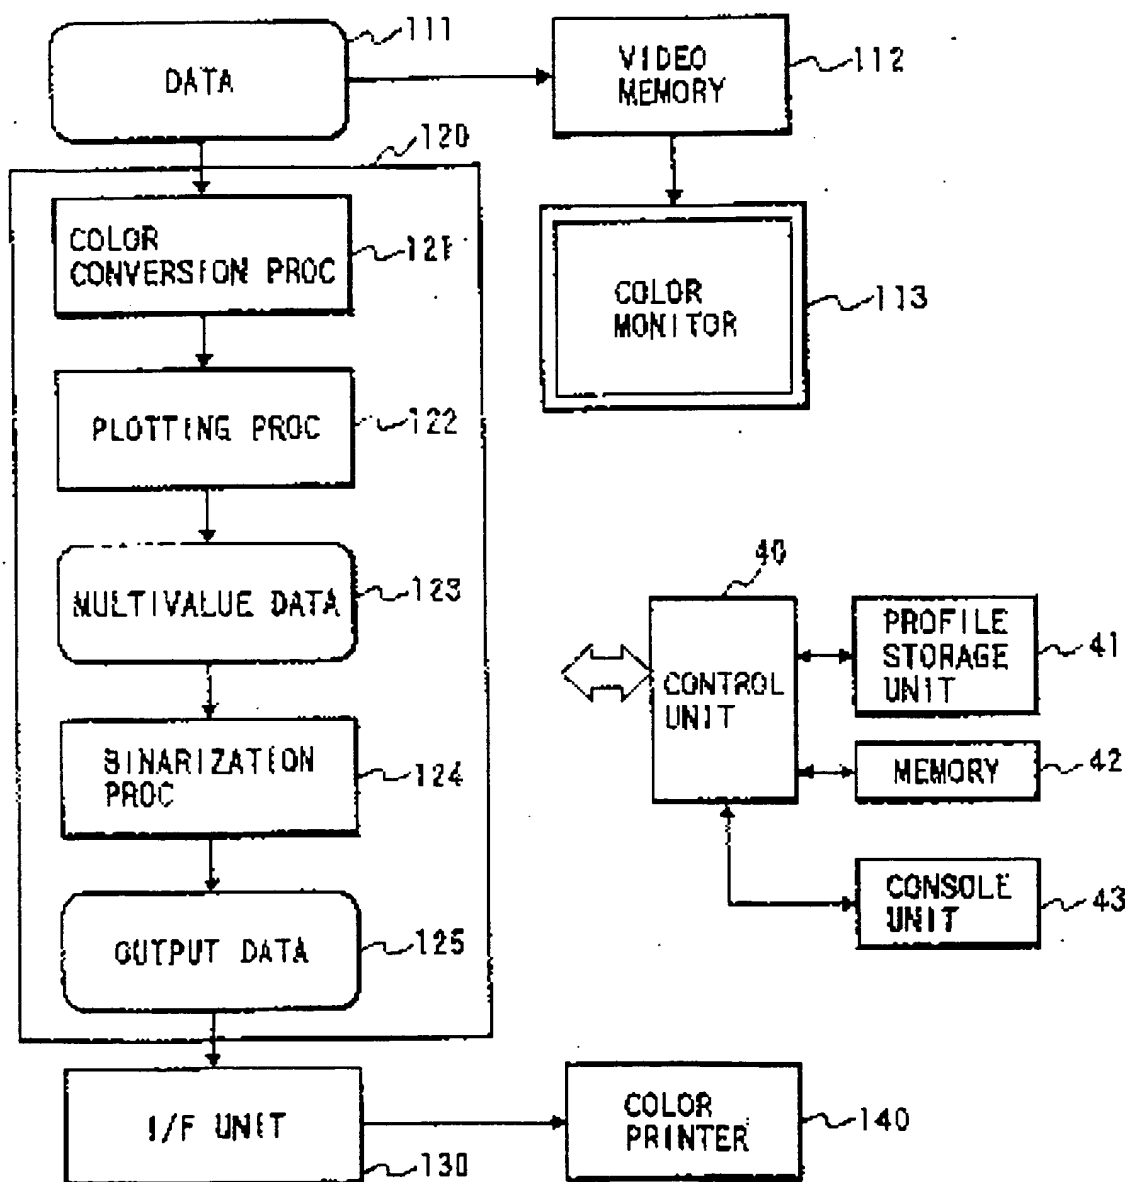 111
DATA
VIDEO
MEMORY
112
120
COLOR
CONVERSION PROC
121
COLOR
MONITOR
113
PLOTTING PROC
122
MULTIVALUE DATA
123
40
CONTROL
UNIT
PROFILE
STORAGE
UNIT
41
BINARIZATION
PROC
124
MEMORY
42
OUTPUT DATA
125
CONSOLE
UNIT
43
I/F UNIT
130
COLOR
PRINTER
140